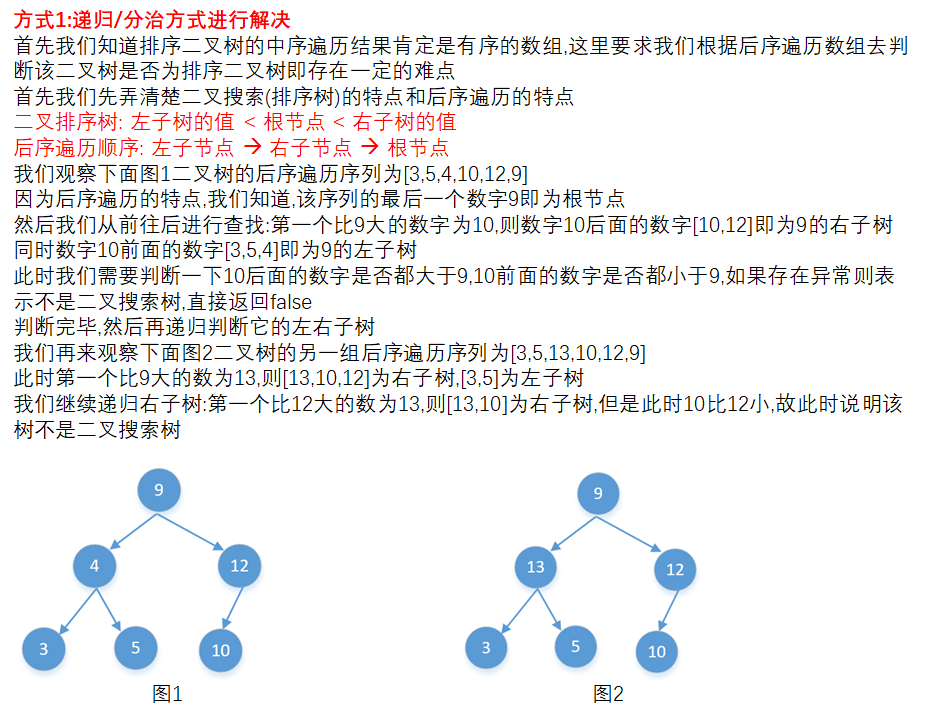 方式1:递归/分治方式进行解决
首先我们知道排序二叉树的中序遍历结果肯定是有序的数组,这里要求我们根据后序遍历数组去判
断该二叉树是否为排序二叉树即存在一定的难点
首先我们先弄清楚二叉搜索(排序树)的特点和后序遍历的特点
二叉排序树: 左子树的值 < 根节点 < 右子树的值
后序遍历顺序: 左子节点 → 右子节点 → 根节点
我们观察下面图1二叉树的后序遍历序列为[3,5,4,10,12,9]
因为后序遍历的特点,我们知道,该序列的最后一个数字9即为根节点
然后我们从前往后进行查找:第一个比9大的数字为10,则数字10后面的数字[10,12]即为9的右子树
同时数字10前面的数字[3,5,4]即为9的左子树
此时我们需要判断一下10后面的数字是否都大于9,10前面的数字是否都小于9,如果存在异常则表
示不是二叉搜索树,直接返回false
判断完毕,然后再递归判断它的左右子树
我们再来观察下面图2二叉树的另一组后序遍历序列为[3,5,13,10,12,9]
此时第一个比9大的数为13,则[13,10,12]为右子树,[3,5]为左子树
我们继续递归右子树:第一个比12大的数为13,则[13,10]为右子树,但是此时10比12小,故此时说明该
树不是二叉搜索树
9
4
12
3
5
10
图1
9
13
12
3
5
10
图2